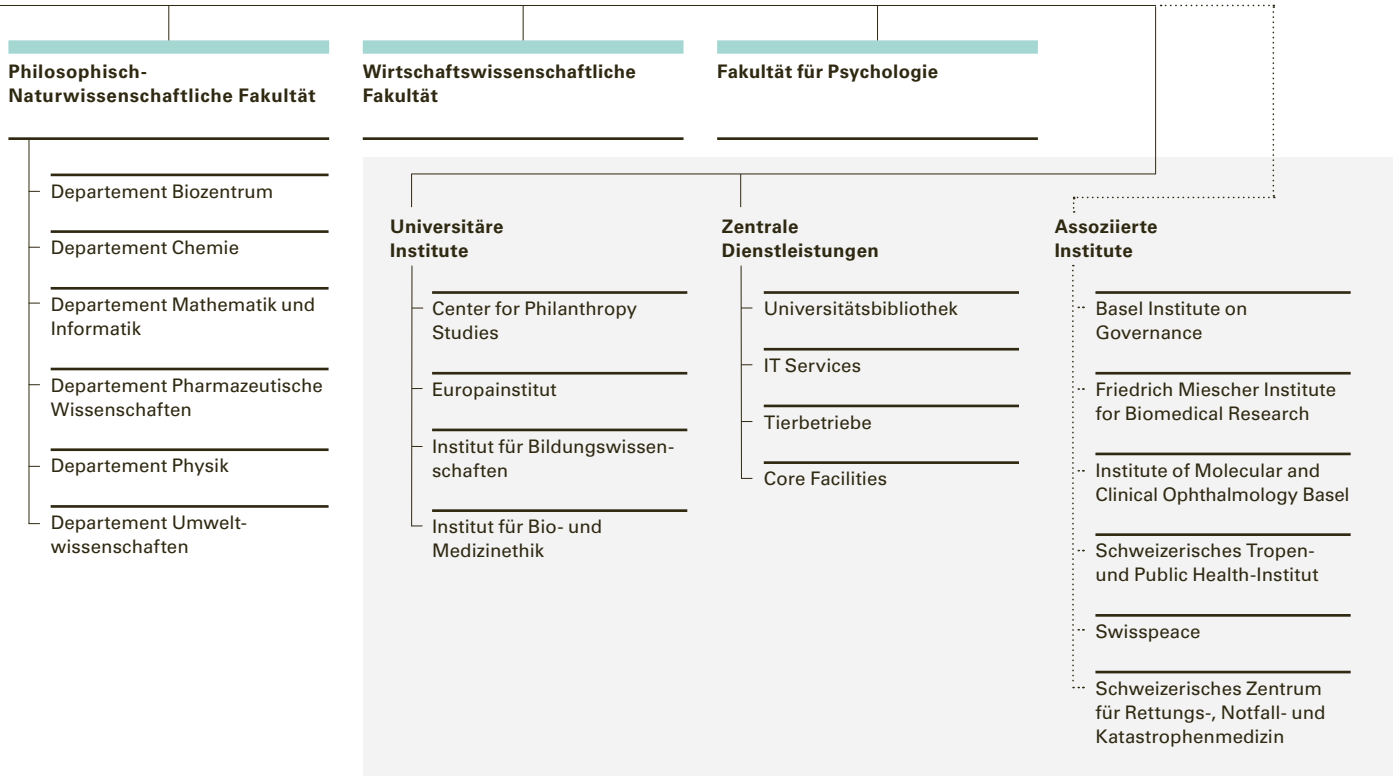 Philosophisch-
Naturwissenschaftliche Fakultät
Departement Biozentrum
Departement Chemie
Departement Mathematik und
Informatik
Departement Pharmazeutische
Wissenschaften
Departement Physik
Departement Umwelt-
wissenschaften
Wirtschaftswissenschaftliche
Fakultät
Fakultät für Psychologie
Universitäre
Institute
Center for Philanthropy
Studies
Europainstitut
Institut für Bildungswissen-
schaften
Institut für Bio- und
Medizinethik
Zentrale
Dienstleistungen
Universitätsbibliothek
IT Services
Tierbetriebe
Core Facilities
Assoziierte
Institute
Basel Institute on
Governance
Friedrich Miescher Institute
for Biomedical Research
Institute of Molecular and
Clinical Ophthalmology Basel
Schweizerisches Tropen-
und Public Health-Institut
Swisspeace
Schweizerisches Zentrum
für Rettungs-, Notfall- und
Katastrophenmedizin